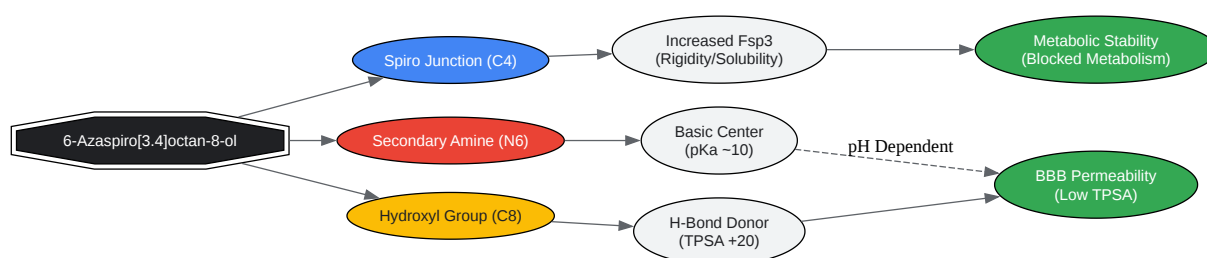 6-Azaspiro[3.4]octan-8-ol
Spiro Junction (C4)
Increased Fsp3
(Rigidity/Solubility)
Metabolic Stability
(Blocked Metabolism)
Secondary Amine (N6)
Basic Center
(pKa ~10)
pH Dependent
BBB Permeability
(Low TPSA)
Hydroxyl Group (C8)
H-Bond Donor
(TPSA +20)